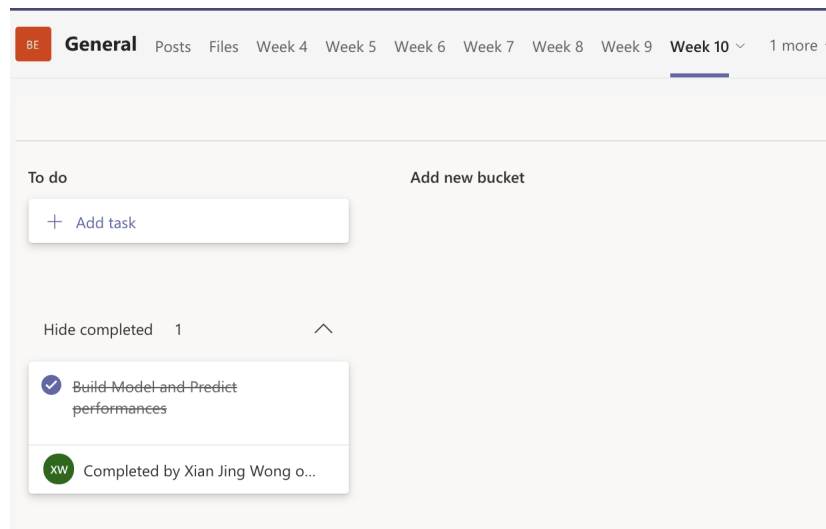 BE General Posts Files Week 4 Week 5 Week 6 Week 7 Week 8 Week 9 Week 10 1 more
To do
Add new bucket
+ Add task
Hide completed 1
Build Model and Predict
performances
XW Completed by Xian Jing Wong o...